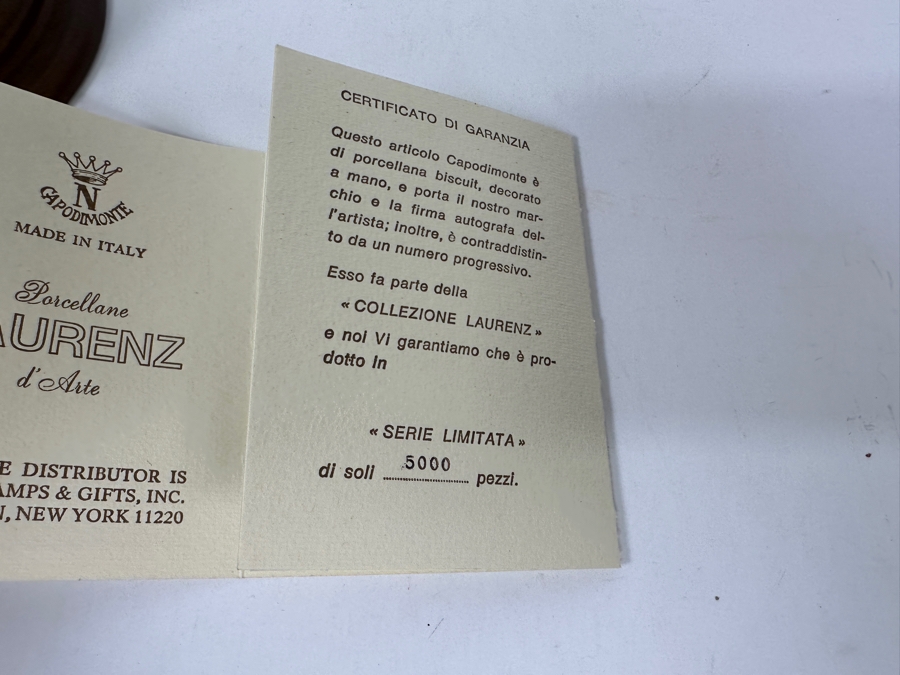 N
CAPODIMONTE
MADE IN ITALY
Porcellane
AURENZ
d'Arte
E DISTRIBUTOR IS
AMPS & GIFTS, INC.
N, NEW YORK 11220
CERTIFICATO DI GARANZIA
Questo articolo Capodimonte è
di porcellana biscuit, decorato
a mano, e porta il nostro mar-
chio e la firma autografa del-
l'artista; inoltre, è contraddistin-
to da un numero progressivo.
Esso fa parte della
« COLLEZIONE LAURENZ »
e noi Vi garantiamo che è pro-
dotto in
« SERIE LIMITATA »
di soli 5000 pezzi.